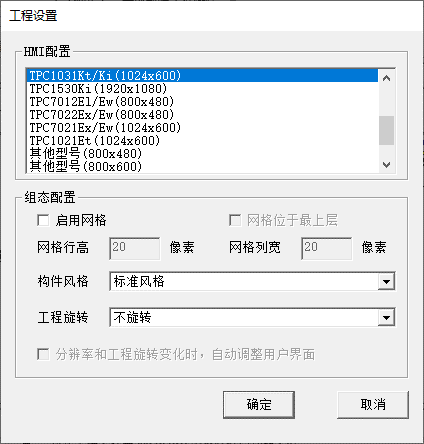 工程设置
HMI配置
TPC1031Kt/Ki(1024x600)
TPC1530Ki(1920x1080)
TPC7012El/Ew(800x480)
TPC7022Ex/Ew(800x480)
TPC7021Ex/Ew(1024x600)
TPC1021Et(1024x600)
其他型号(800x480)
其他型号(800x600)
组态配置
启用网格 网格位于最上层
网格行高 20 像素 网格列宽 20 像素
构件风格 标准风格
工程旋转 不旋转
分辨率和工程旋转变化时，自动调整用户界面
确定 取消